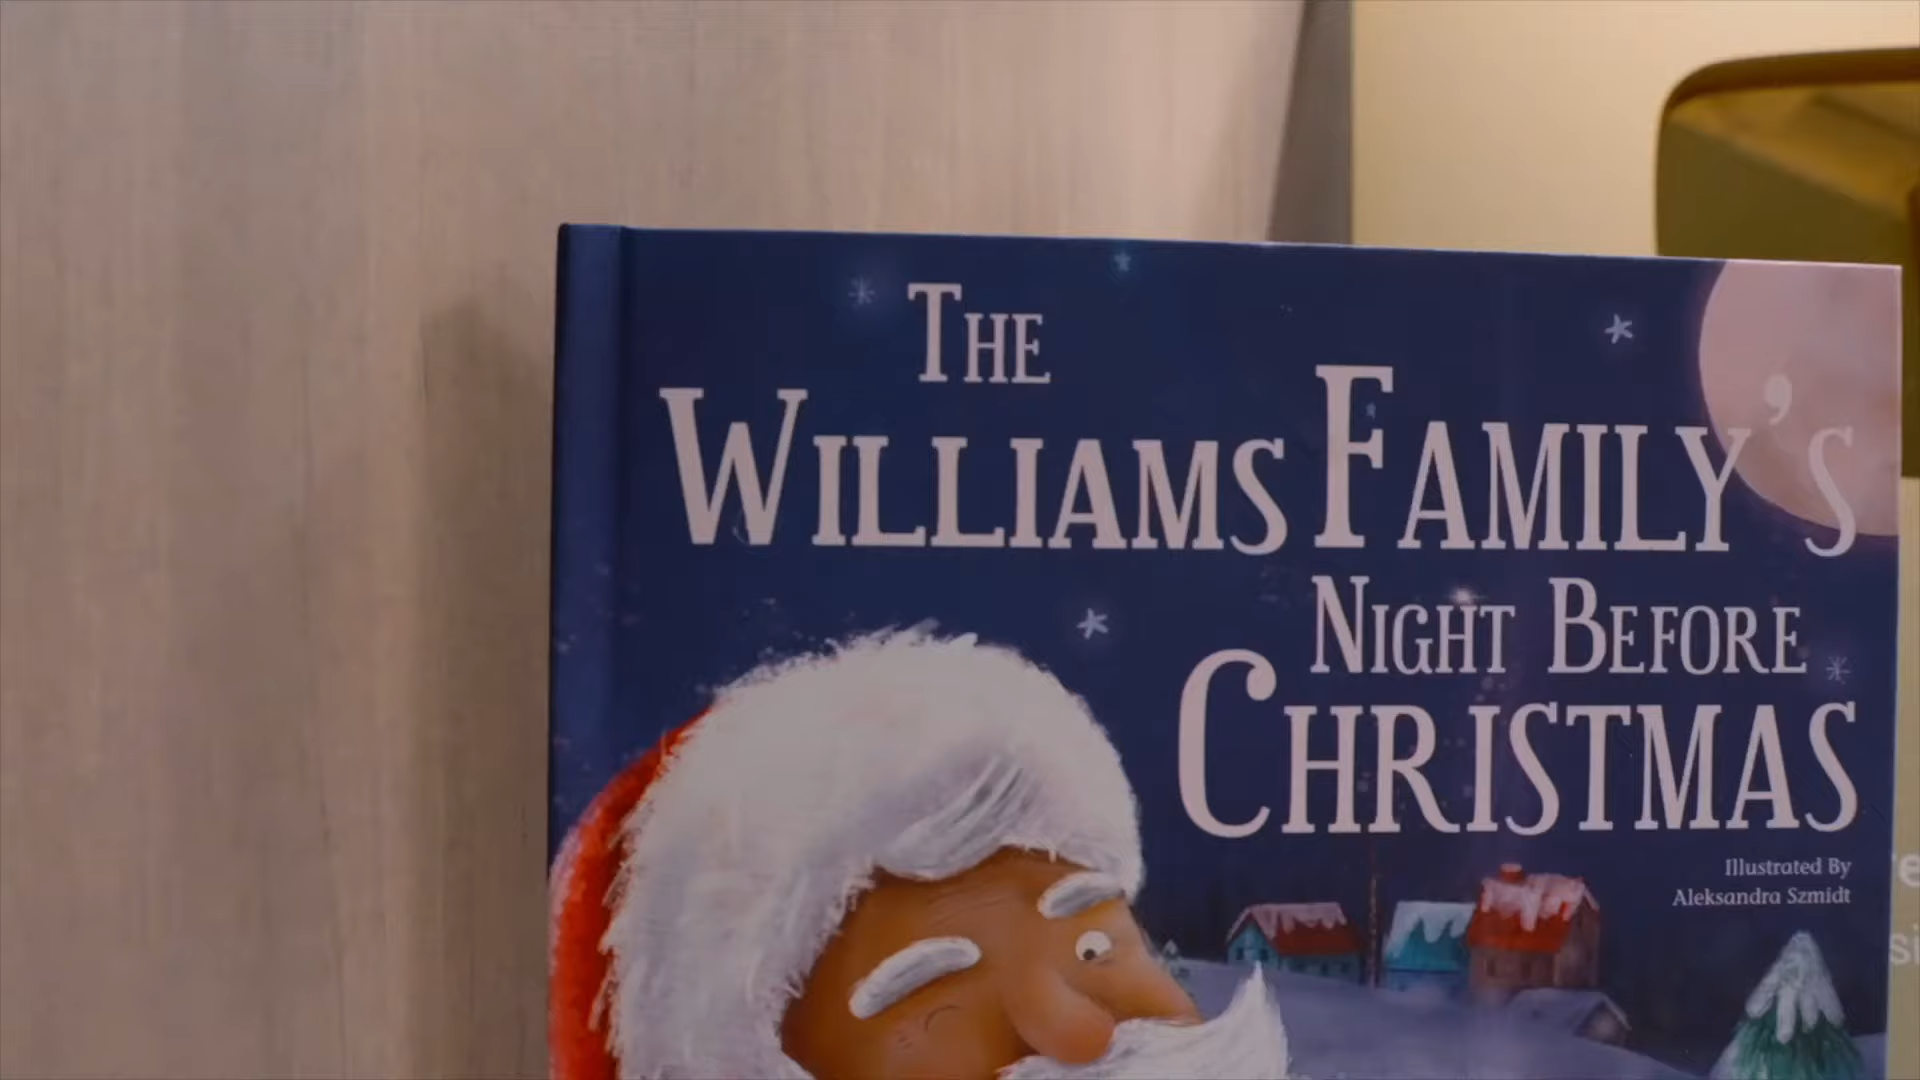 THE
WILLIAMS FAMILY'S
NIGHT BEFORE
CHRISTMAS
Illustrated By
Aleksandra Szmidt